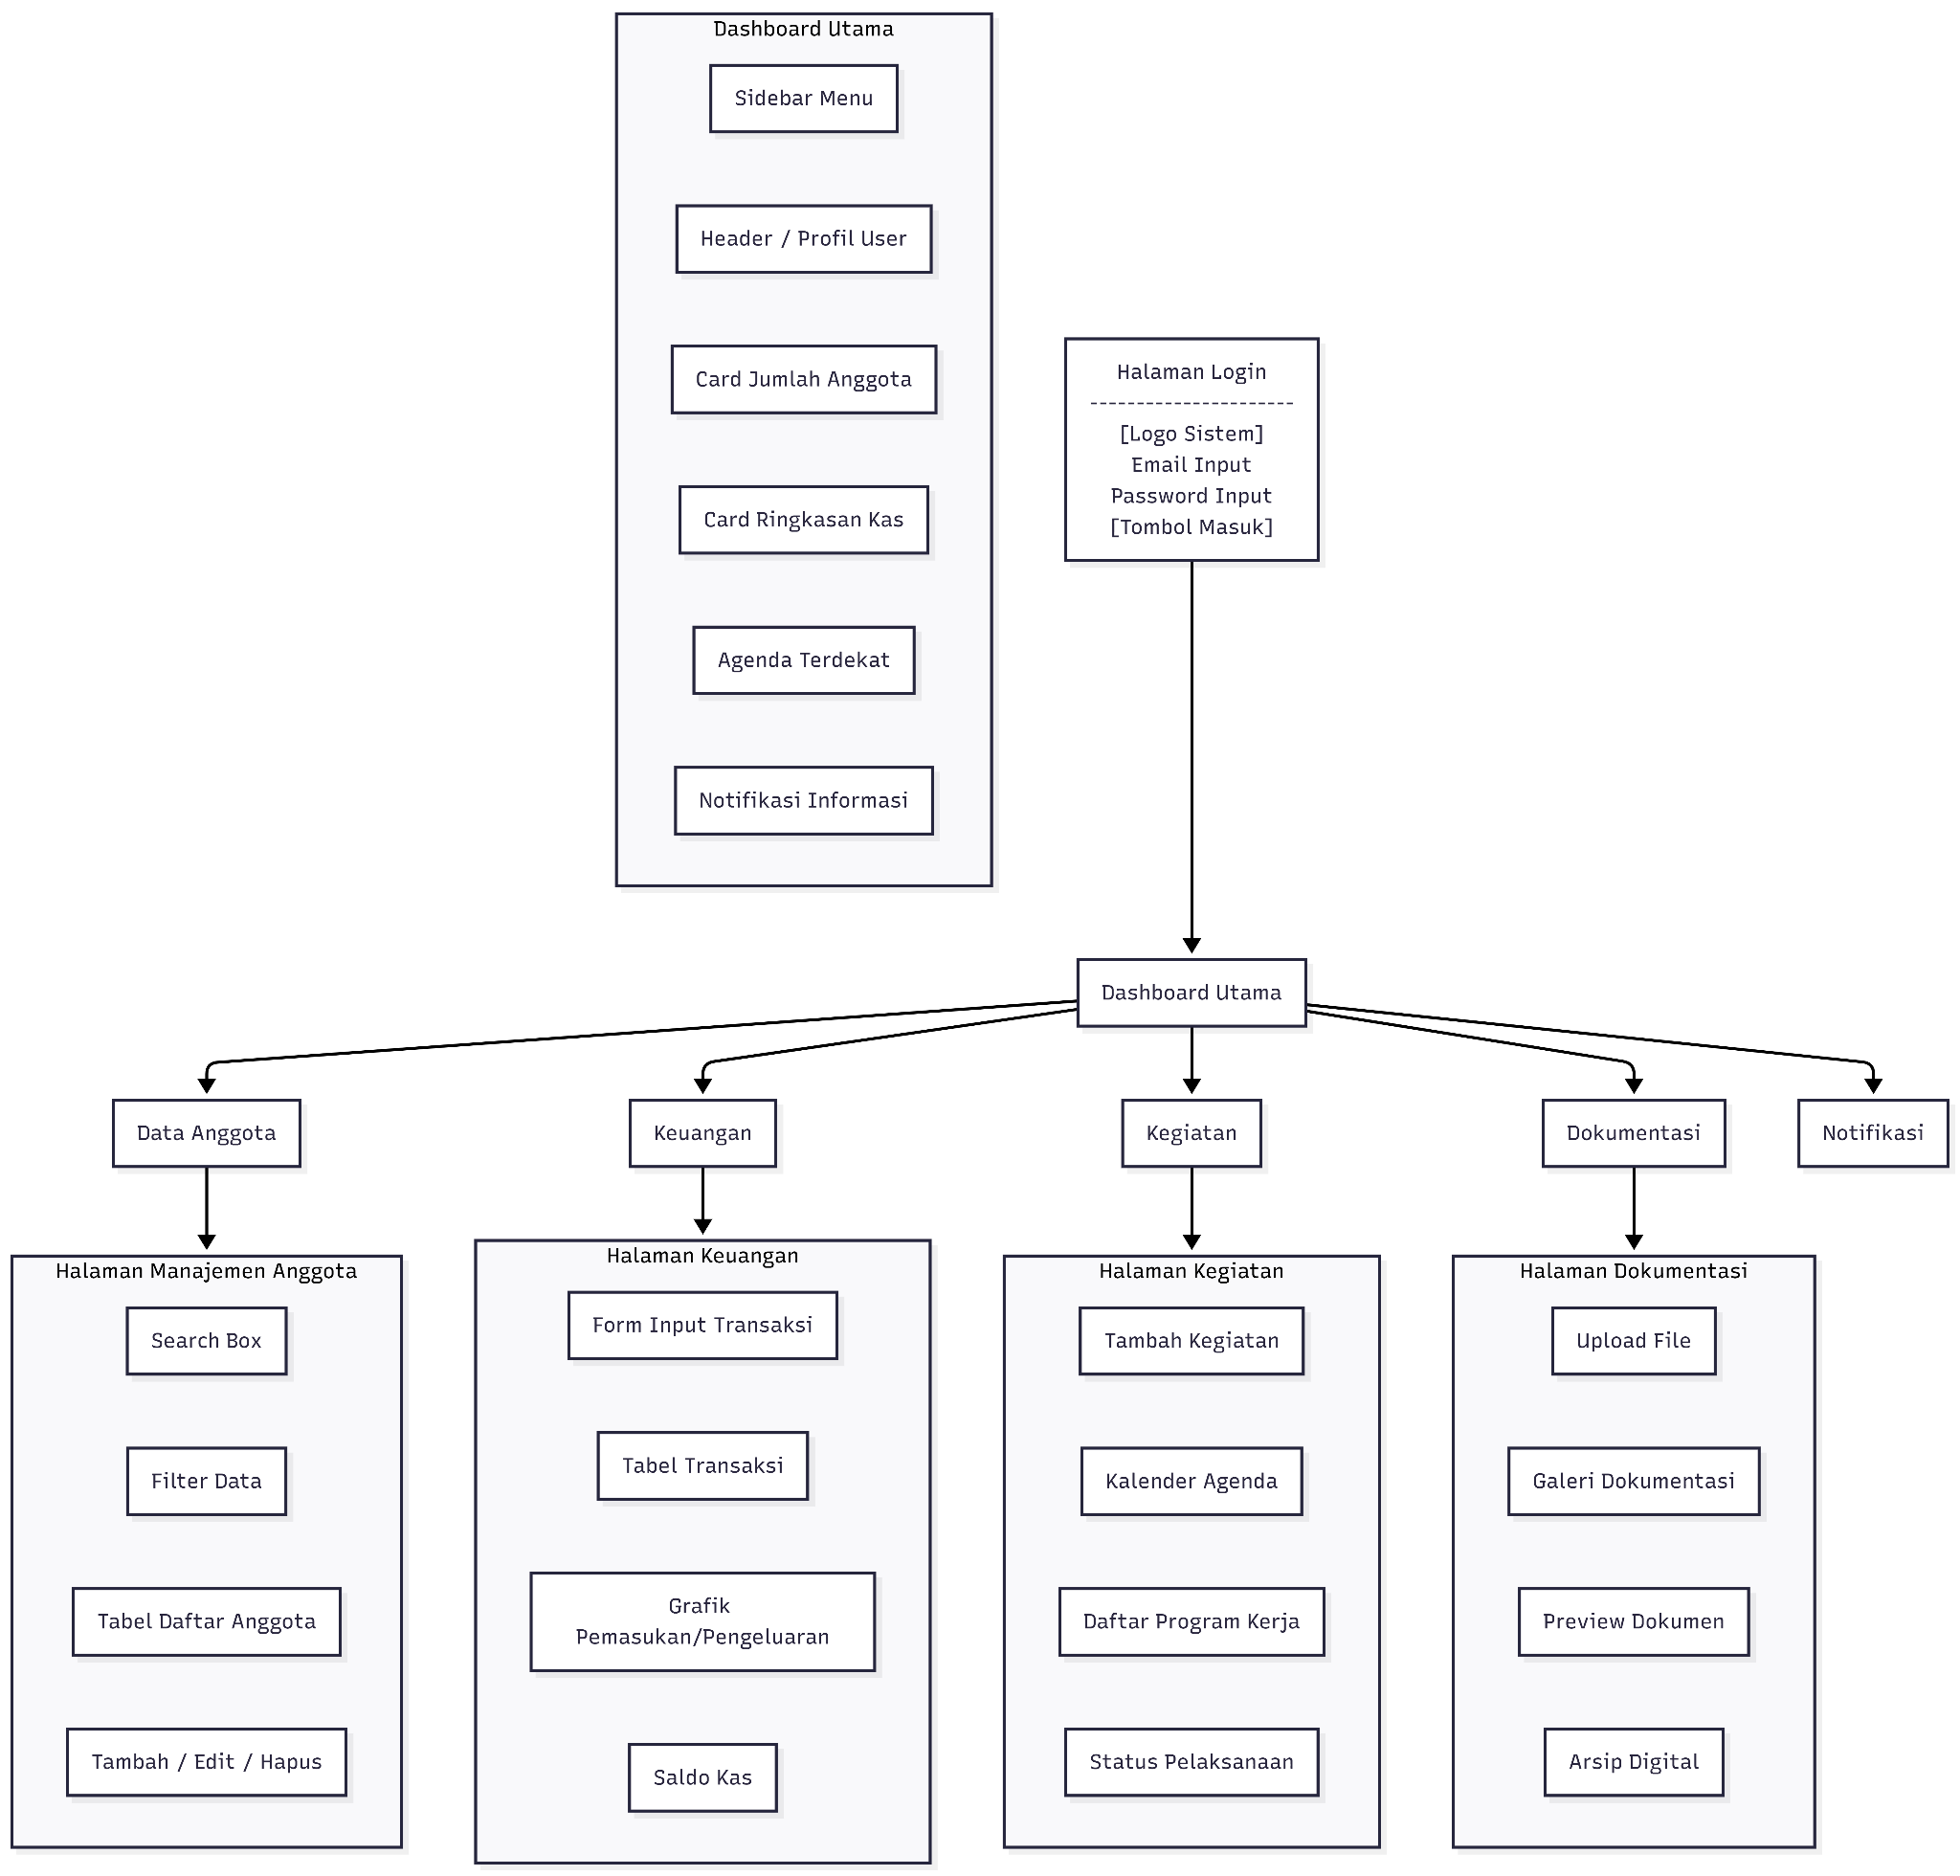 Dashboard Utama
Sidebar Menu
Header / Profil User
Card Jumlah Anggota
Card Ringkasan Kas
Agenda Terdekat
Notifikasi Informasi
Halaman Login
----------------------
[Logo Sistem]
Email Input
Password Input
[Tombol Masuk]
Dashboard Utama
Data Anggota
Keuangan
Kegiatan
Dokumentasi
Notifikasi
Halaman Manajemen Anggota
Search Box
Filter Data
Tabel Daftar Anggota
Tambah / Edit / Hapus
Halaman Keuangan
Form Input Transaksi
Tabel Transaksi
Grafik
Pemasukan/Pengeluaran
Saldo Kas
Halaman Kegiatan
Tambah Kegiatan
Kalender Agenda
Daftar Program Kerja
Status Pelaksanaan
Halaman Dokumentasi
Upload File
Galeri Dokumentasi
Preview Dokumen
Arsip Digital